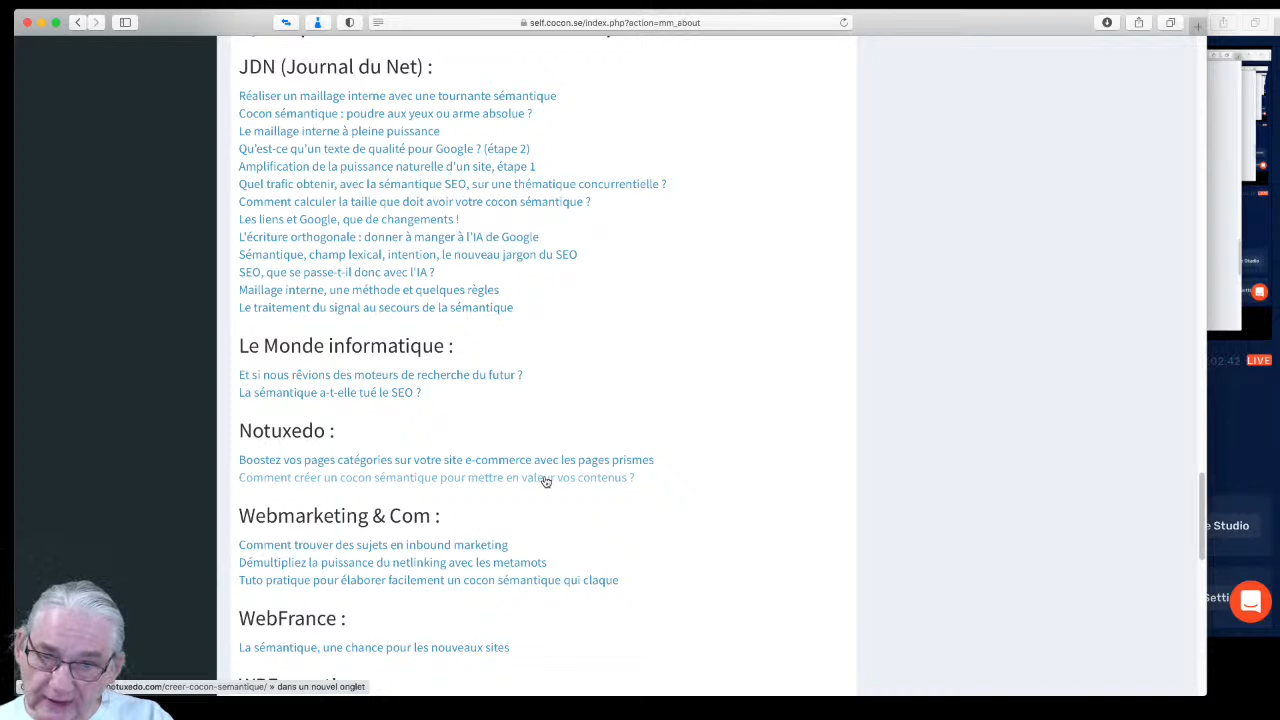 self.cocon.se/index.php?action=mm_about
JDN (Journal du Net) :
Réaliser un maillage interne avec une tournante sémantique
Cocon sémantique : poudre aux yeux ou arme absolue ?
Le maillage interne à pleine puissance
Qu'est-ce qu'un texte de qualité pour Google ? (étape 2)
Amplification de la puissance naturelle d'un site, étape 1
Quel trafic obtenir, avec la sémantique SEO, sur une thématique concurrentielle ?
Comment calculer la taille que doit avoir votre cocon sémantique ?
Les liens et Google, que de changements !
L'écriture orthogonale : donner à manger à l'IA de Google
Sémantique, champ lexical, intention, le nouveau jargon du SEO
SEO, que se passe-t-il donc avec l'IA ?
Maillage interne, une méthode et quelques règles
Le traitement du signal au secours de la sémantique
Le Monde informatique :
Et si nous rêvions des moteurs de recherche du futur ?
La sémantique a-t-elle tué le SEO ?
Notuxedo :
Boostez vos pages catégories sur votre site e-commerce avec les pages prismes
Comment créer un cocon sémantique pour mettre en valeur vos contenus ?
Webmarketing & Com :
Comment trouver des sujets en inbound marketing
Démultipliez la puissance du netlinking avec les metamots
Tuto pratique pour élaborer facilement un cocon sémantique qui claque
WebFrance :
La sémantique, une chance pour les nouveaux sites
notuxedo.com/creer-cocon-semantique/ » dans un nouvel onglet
:02:42 LIVE
e Studio
Setti
LIVE